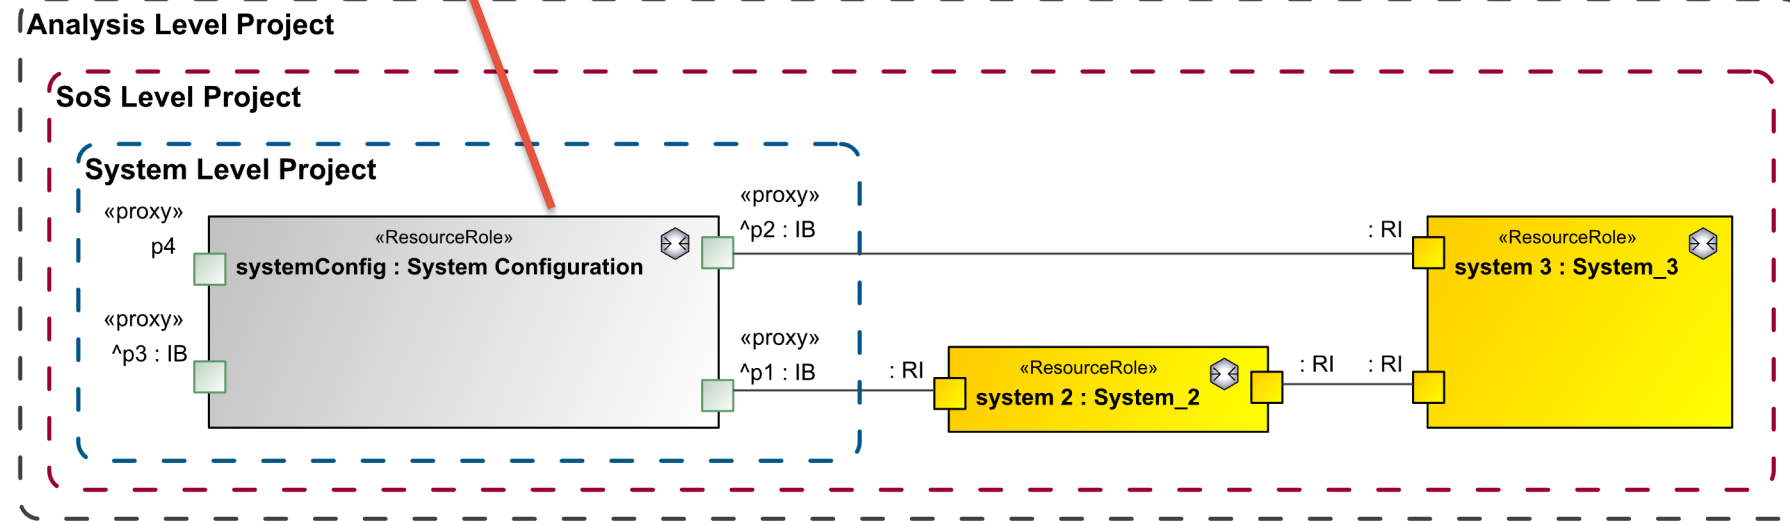 Analysis Level Project
SoS Level Project
System Level Project
«proxy»
p4
«proxy»
^p3 : IB
«ResourceRole»
systemConfig : System Configuration
«proxy»
^p2 : IB
«proxy»
^p1 : IB
: RI
«ResourceRole»
system 2 : System_2
: RI
: RI
: RI
«ResourceRole»
system 3 : System_3